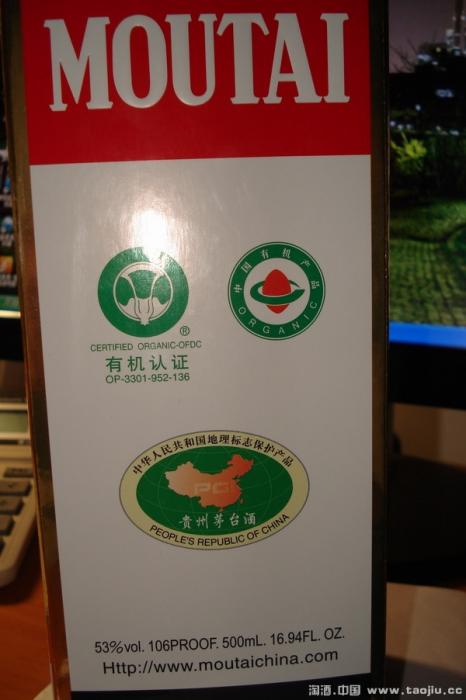 MOUTAI
中国有机产品
ORGANIC
®
CERTIFIED ORGANIC-OFDC
有机认证
OP-3301-952-136
中华人民共和国地理标志保护产品
PG
贵州茅台酒
PEOPLE'S REPUBLIC OF CHINA
53%vol. 106PROOF. 500mL. 16.94FL. OZ.
Http://www.moutaichina.com
淘酒.中国 www.taojiu.cc